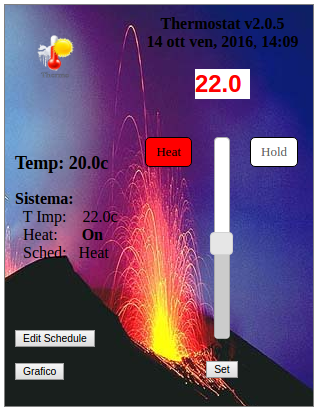 Thermostat v2.0.5
14 ott ven, 2016, 14:09
22.0
Heat
Hold
Temp: 20.0c
Sistema:
T Imp: 22.0c
Heat: On
Sched: Heat
Edit Schedule
Grafico
Set